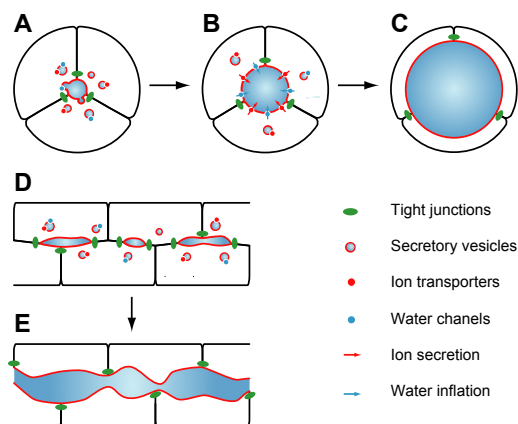 A
B
C
D
E
Tight junctions
Secretory vesicles
Ion transporters
Water chanels
Ion secretion
Water inflation